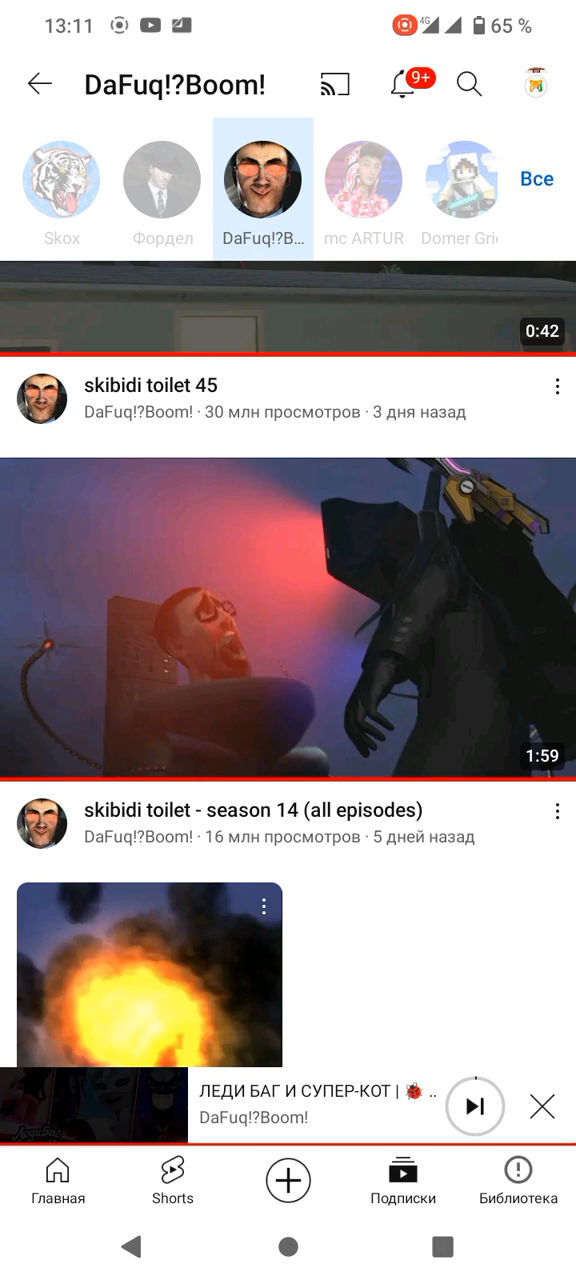 13:11
4G
65 %
DaFuq!?Boom!
9+
Skox
Фордел
DaFuq!?B...
mc ARTUR
Domer Gri
Все
0:42
skibidi toilet 45
DaFuq!?Boom! · 30 млн просмотров · 3 дня назад
1:59
skibidi toilet - season 14 (all episodes)
DaFuq!?Boom! · 16 млн просмотров · 5 дней назад
ЛЕДИ БАГ И СУПЕР-КОТ | 🐞 ..
DaFuq!?Boom!
Главная
Shorts
Подписки
Библиотека